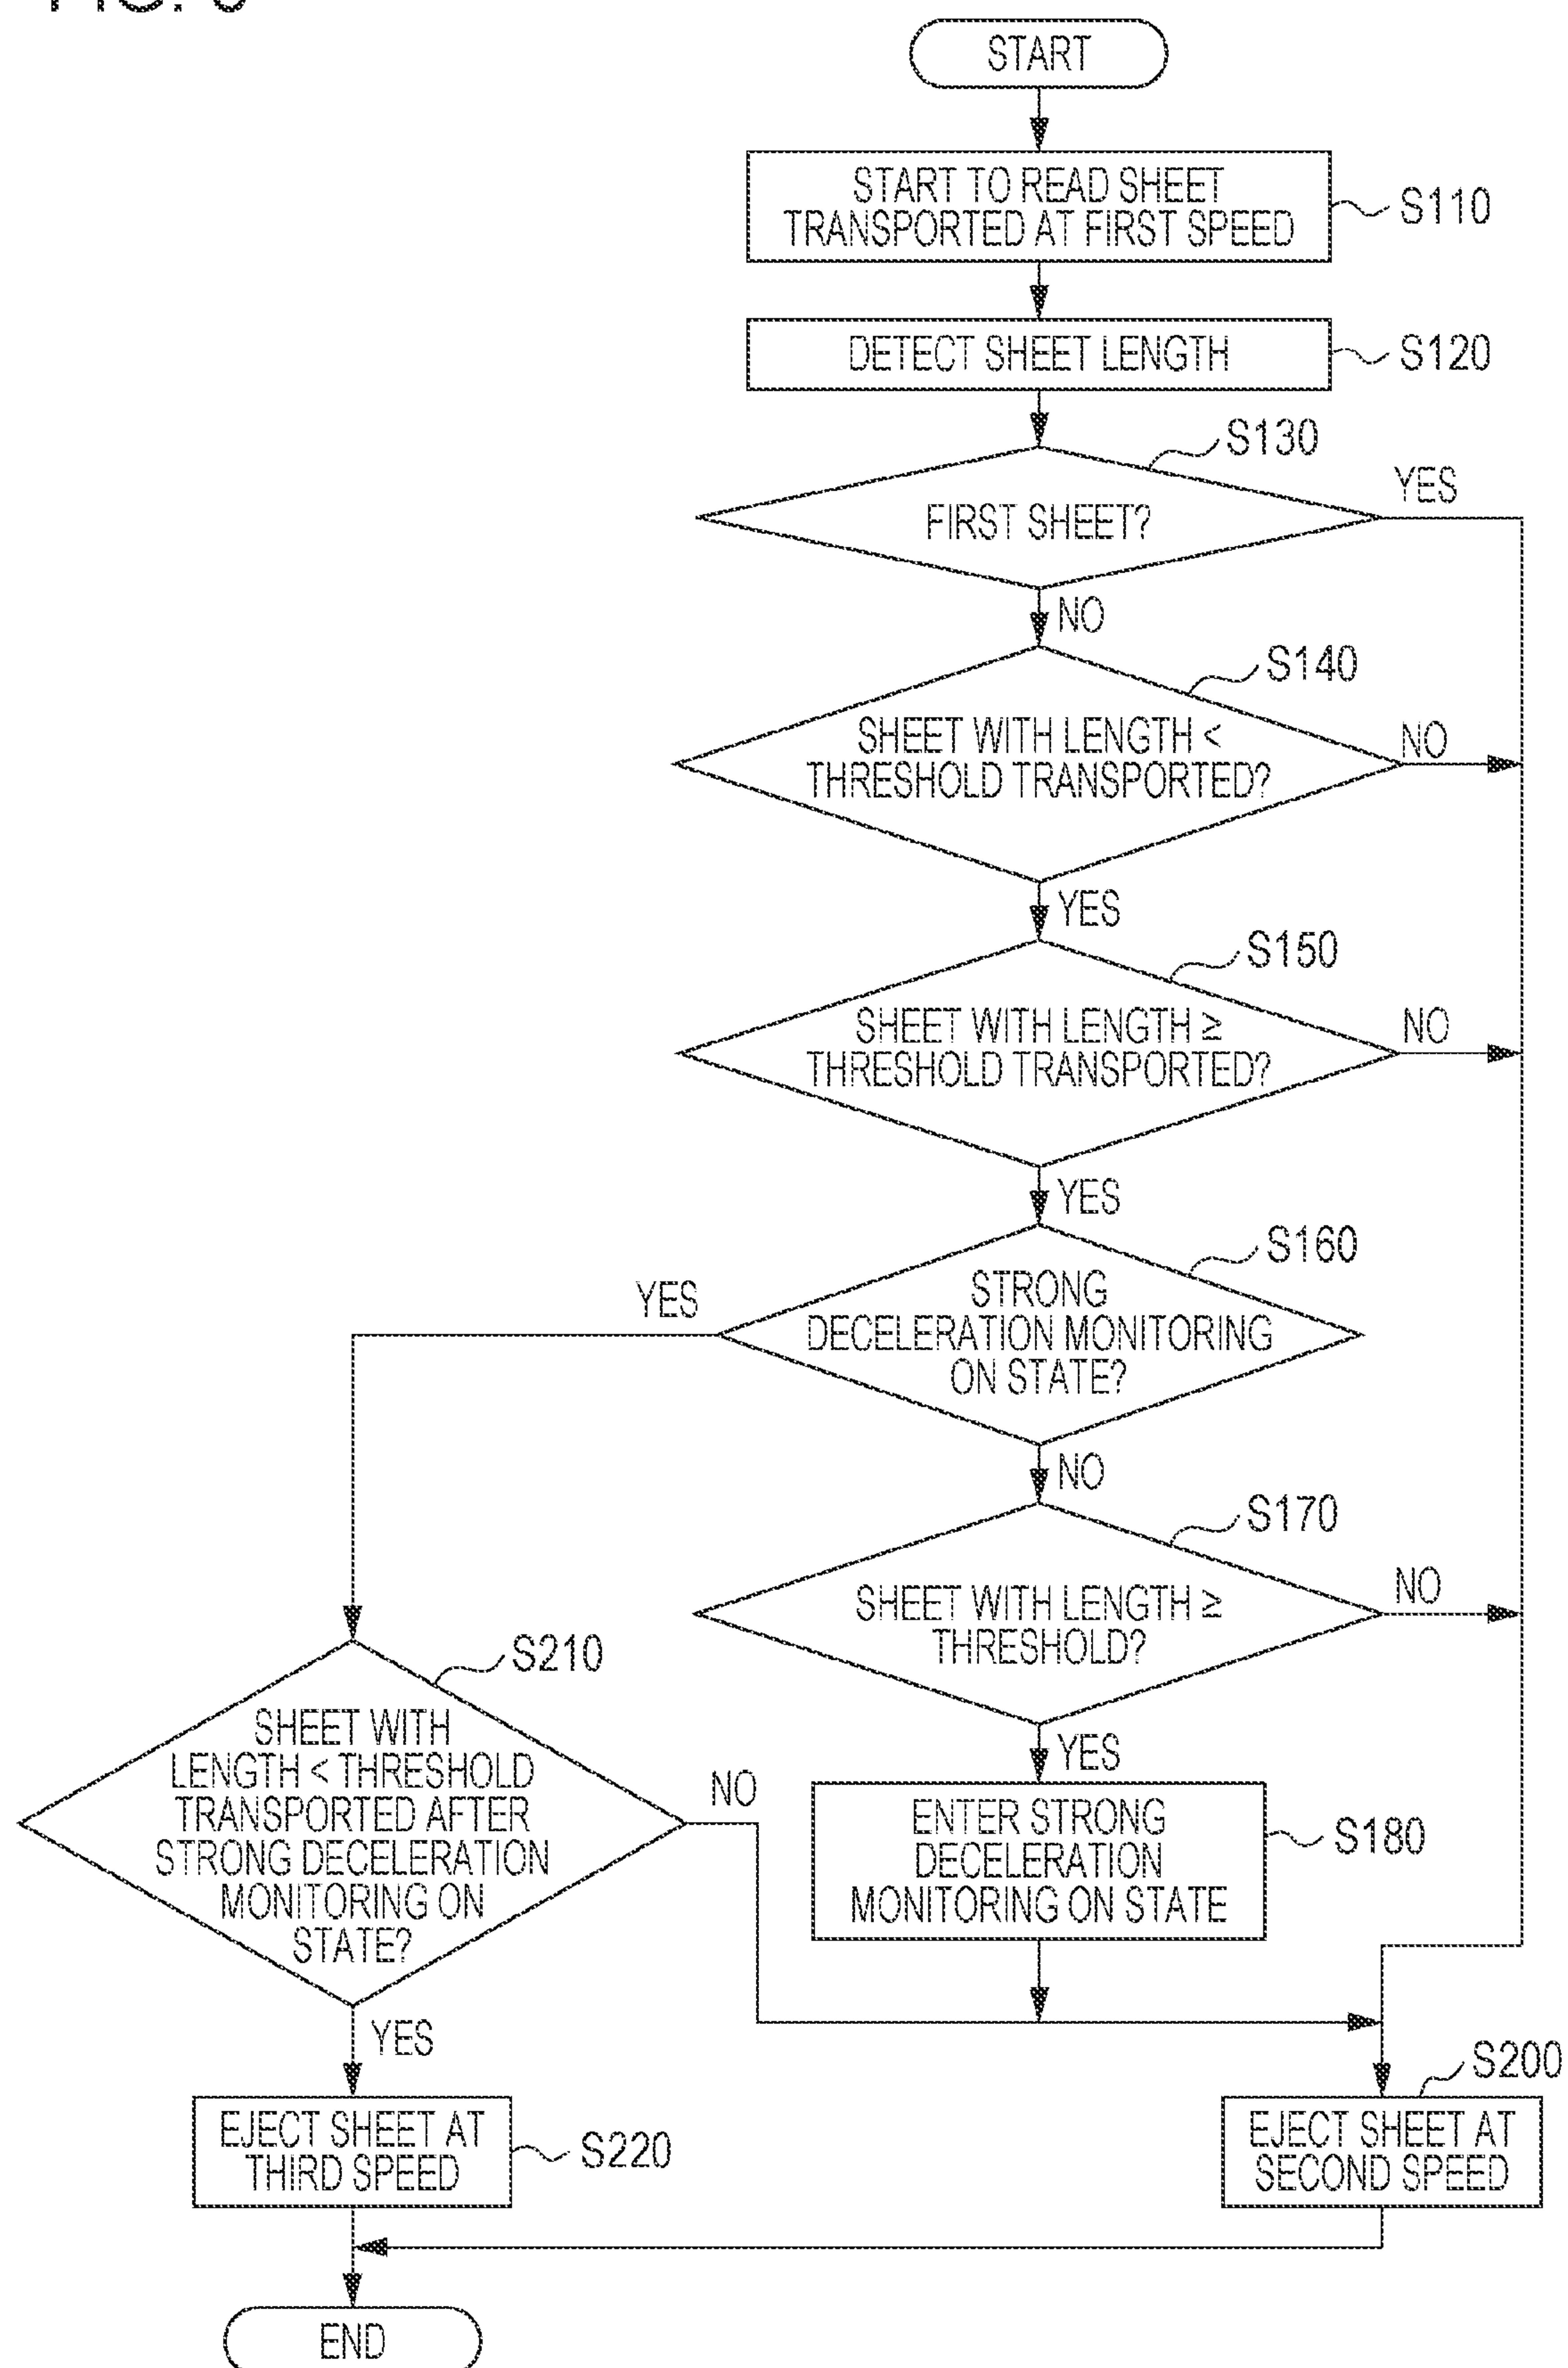 START
START TO READ SHEET
TRANSPORTED AT FIRST SPEED
S110
DETECT SHEET LENGTH
S120
S130
FIRST SHEET?
YES
NO
S140
SHEET WITH LENGTH <
THRESHOLD TRANSPORTED?
NO
YES
S150
SHEET WITH LENGTH ≥
THRESHOLD TRANSPORTED?
NO
YES
S160
STRONG
DECELERATION MONITORING
ON STATE?
YES
NO
S170
SHEET WITH LENGTH ≥
THRESHOLD?
NO
YES
S210
SHEET WITH
LENGTH < THRESHOLD
TRANSPORTED AFTER
STRONG DECELERATION
MONITORING ON
STATE?
NO
YES
ENTER STRONG
DECELERATION
MONITORING ON STATE
S180
S200
EJECT SHEET AT
THIRD SPEED
S220
EJECT SHEET AT
SECOND SPEED
END